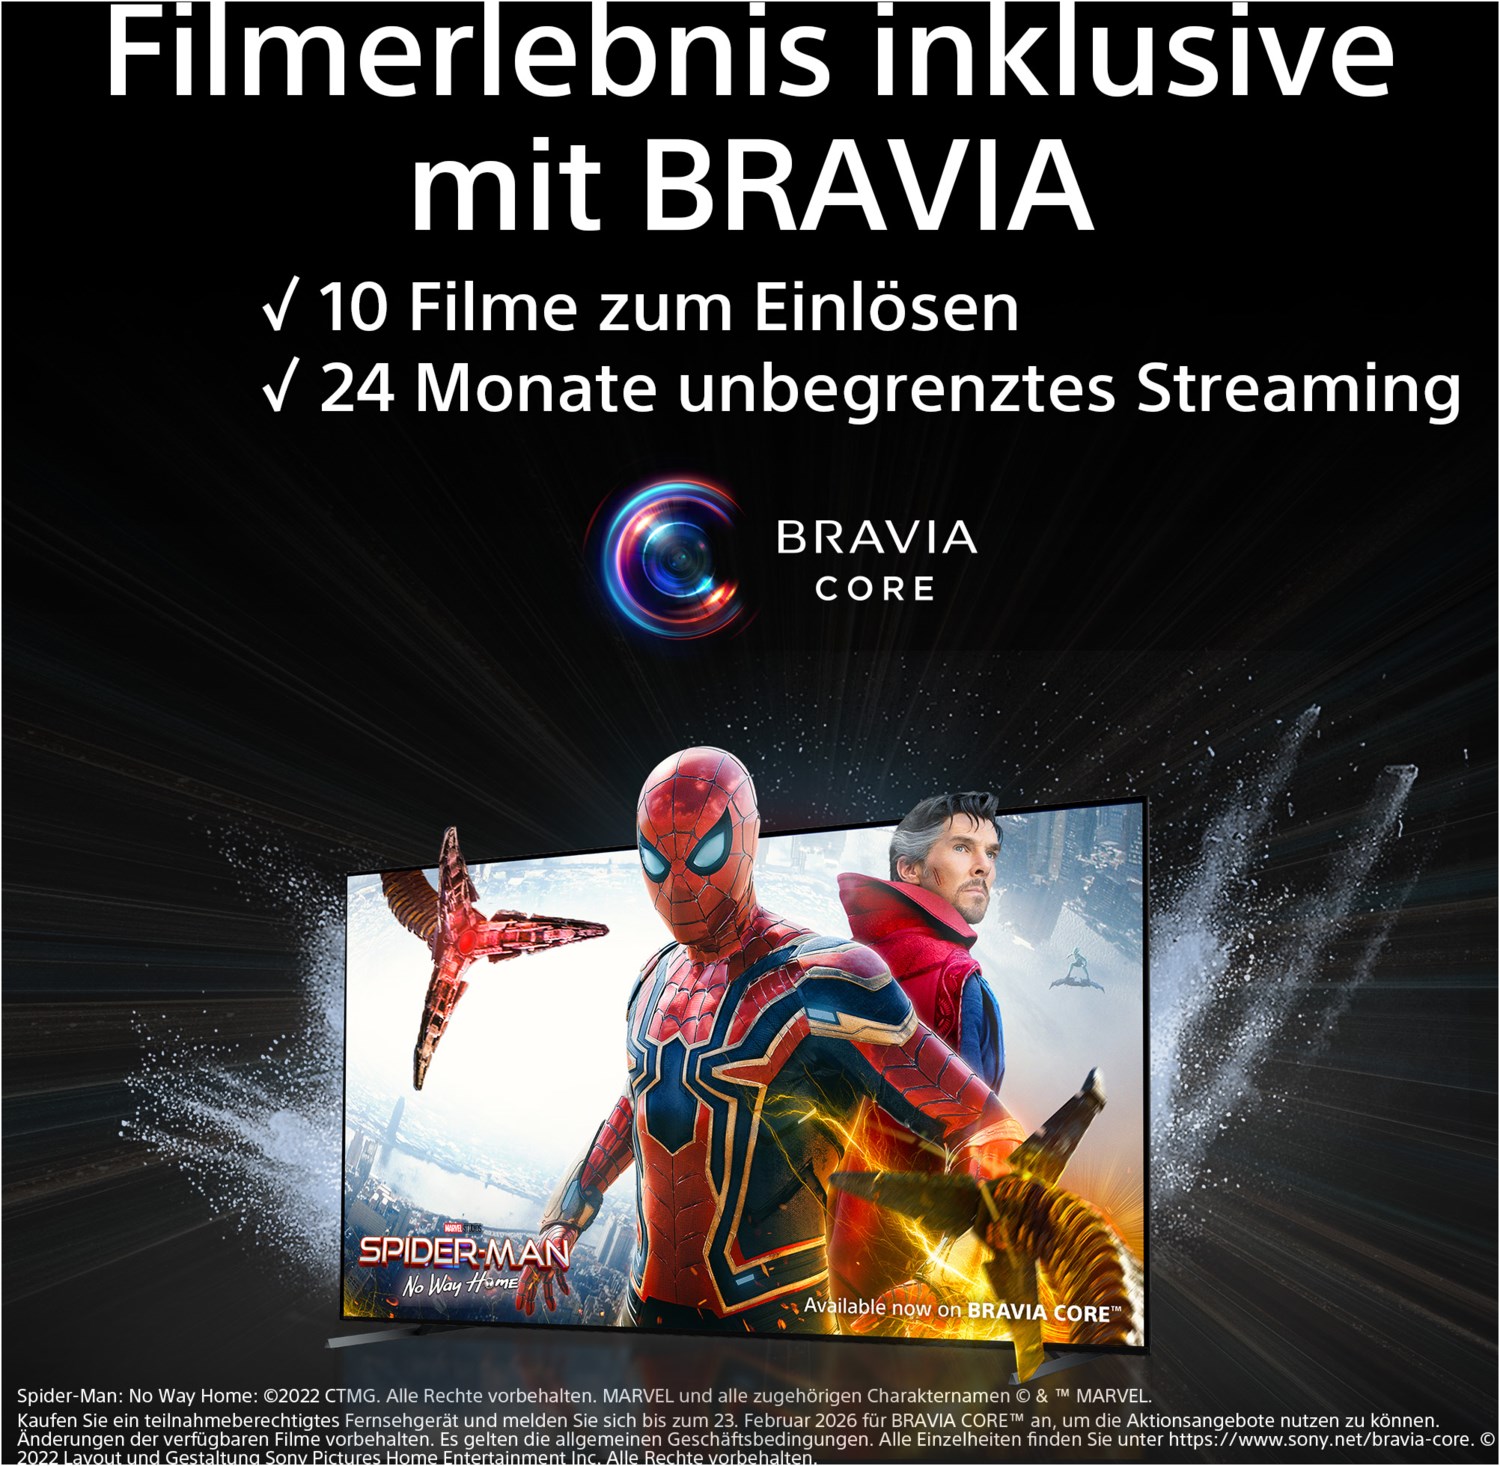 Filmerlebnis inklusive
mit BRAVIA
√ 10 Filme zum Einlösen
√ 24 Monate unbegrenztes Streaming
BRAVIA
CORE
MARVEL STUDIOS
SPIDER-MAN
No Way Home
Available now on BRAVIA CORE™
Spider-Man: No Way Home: ©2022 CTMG. Alle Rechte vorbehalten. MARVEL und alle zugehörigen Charakternamen © & ™ MARVEL.
Kaufen Sie ein teilnahmeberechtigtes Fernsehgerät und melden Sie sich bis zum 23. Februar 2026 für BRAVIA CORE™ an, um die Aktionsangebote nutzen zu können.
Änderungen der verfügbaren Filme vorbehalten. Es gelten die allgemeinen Geschäftsbedingungen. Alle Einzelheiten finden Sie unter https://www.sony.net/bravia-core. ©
2022 Layout und Gestaltung Sony Pictures Home Entertainment Inc. Alle Rechte vorbehalten.